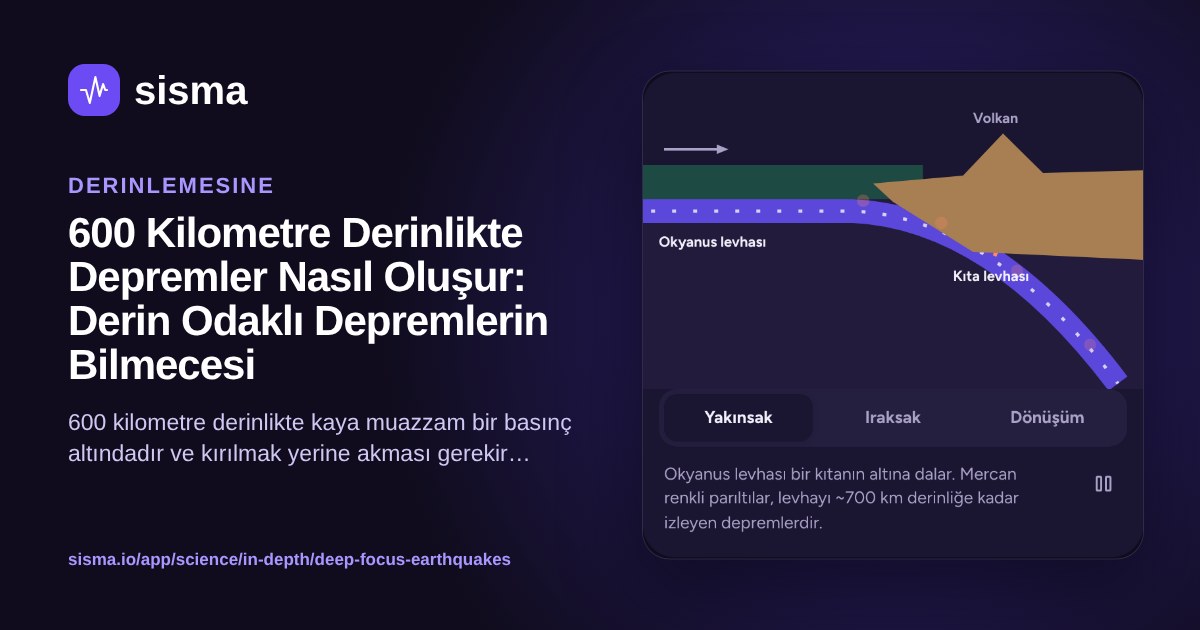 sisma
DERINLEMESINE
600 Kilometre Derinlikte
Depremler Nasıl Oluşur:
Derin Odaklı Depremlerin
Bilmecesi
600 kilometre derinlikte kaya muazzam bir basınç
altındadır ve kırılmak yerine akması gerekir…
sisma.io/app/science/in-depth/deep-focus-earthquakes
Volkan
Okyanus levhası
Kıta levhası
Yakınsak
Iraksak
Dönüşüm
Okyanus levhası bir kıtanın altına dalar. Mercan
renkli parıltılar, levhayı ~700 km derinliğe kadar
izleyen depremlerdir.